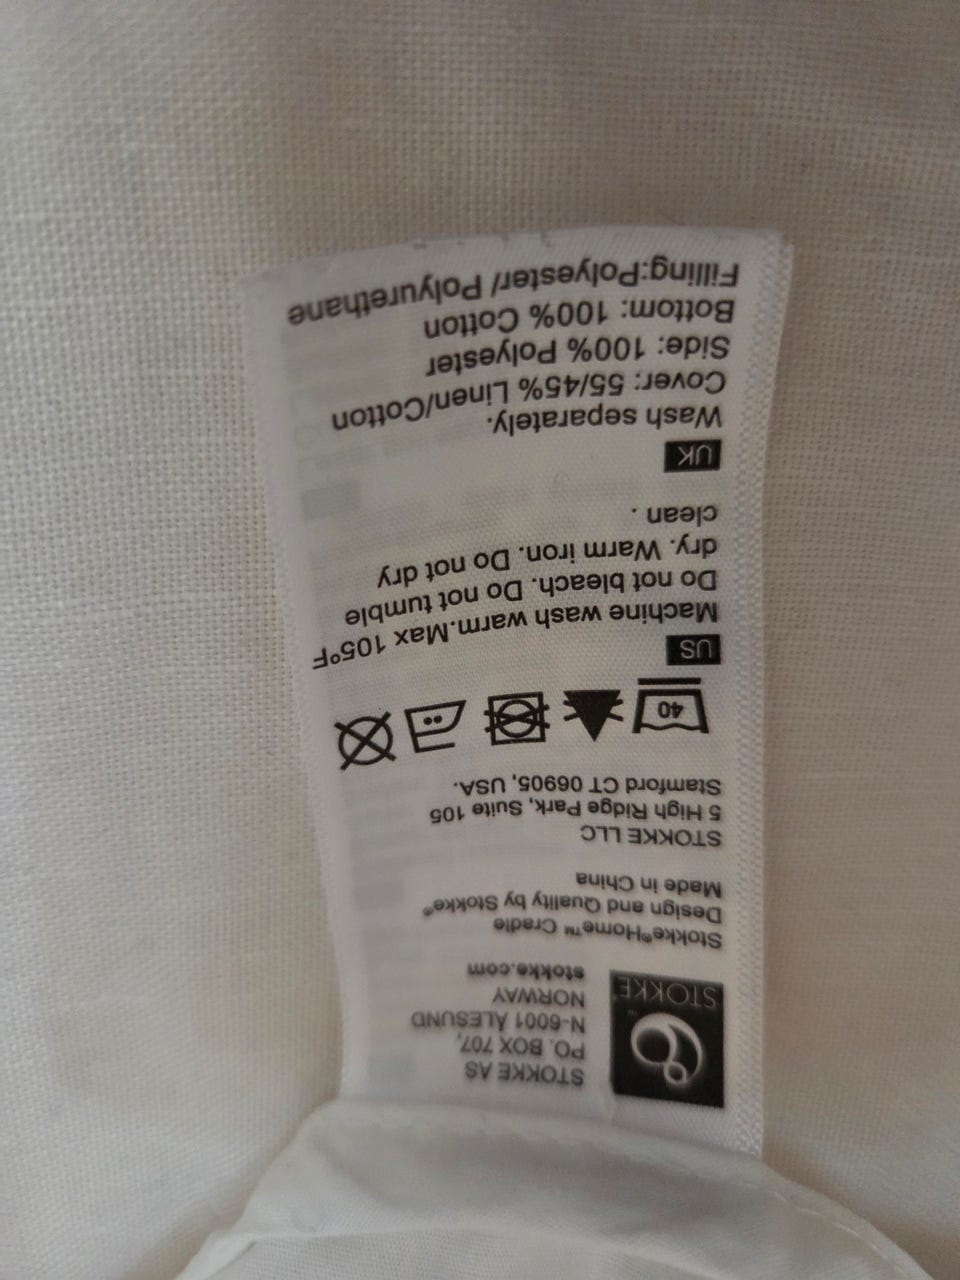 STOKKE™
STOKKE AS
PO. BOX 707,
N-6001 ÅLESUND
NORWAY
stokke.com
Stokke®Home™ Cradle
Design and Quality by Stokke®
Made in China
STOKKE LLC
5 High Ridge Park, Suite 105
Stamford CT 06905, USA.
40
US
Machine wash warm.Max 105°F
Do not bleach. Do not tumble
dry. Warm iron. Do not dry
clean .
UK
Wash separately.
Cover: 55/45% Linen/Cotton
Side: 100% Polyester
Bottom: 100% Cotton
Filling:Polyester/ Polyurethane